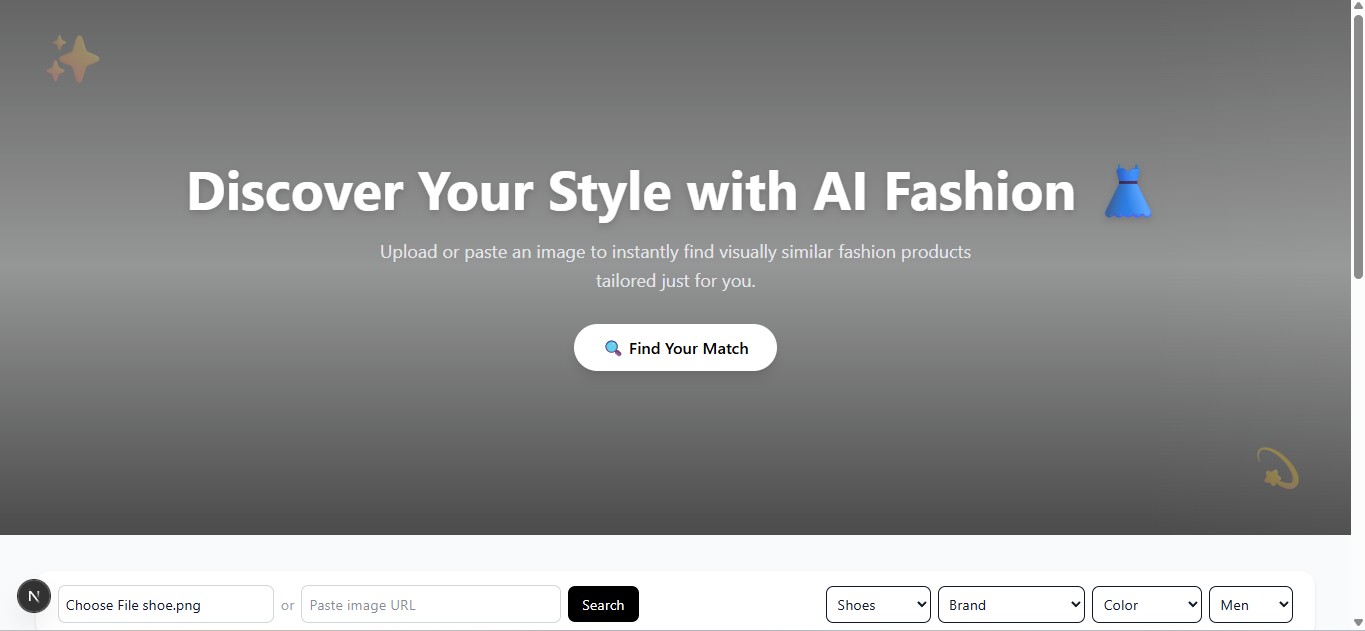 Discover Your Style with AI Fashion 👗
Upload or paste an image to instantly find visually similar fashion products
tailored just for you.
🔍 Find Your Match
N
Choose File shoe.png
or
Paste image URL
Search
Shoes
Brand
Color
Men